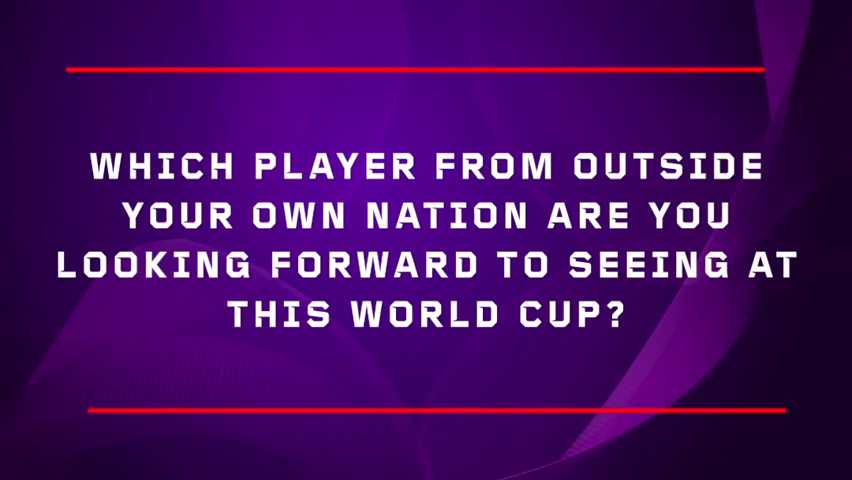 WHICH PLAYER FROM OUTSIDE
YOUR OWN NATION ARE YOU
LOOKING FORWARD TO SEEING AT
THIS WORLD CUP?